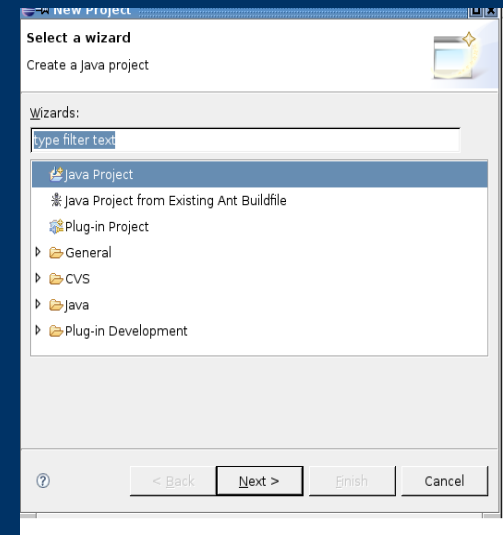 New Project
Select a wizard
Create a Java project
Wizards:
type filter text
Java Project
Java Project from Existing Ant Buildfile
Plug-in Project
General
CVS
Java
Plug-in Development
< Back Next > Finish Cancel